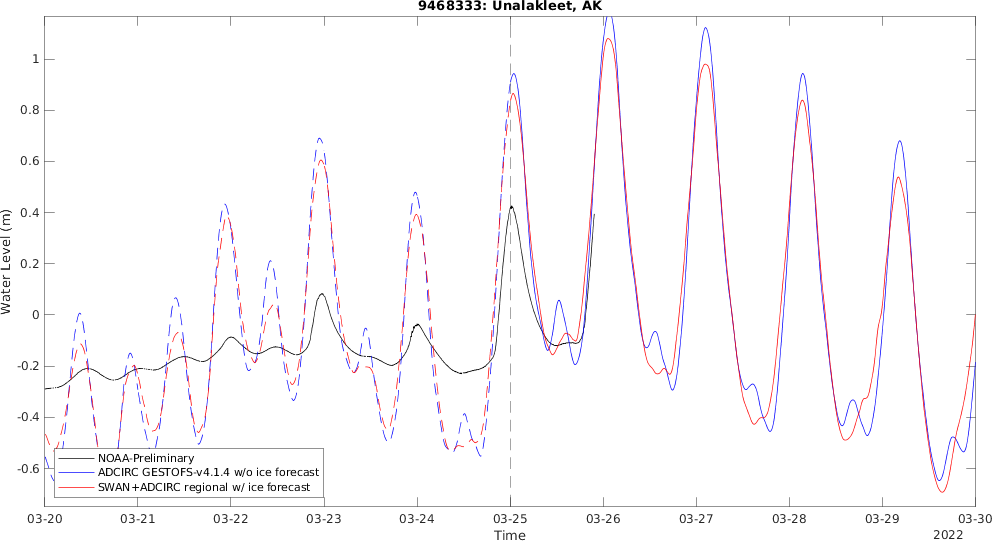 9468333: Unalakleet, AK
1
0.8
0.6
0.4
0.2
0
-0.2
-0.4
-0.6
Water Level (m)
NOAA-Preliminary
ADCIRC GESTOFS-v4.1.4 w/o ice forecast
SWAN+ADCIRC regional w/ ice forecast
03-20 03-21 03-22 03-23 03-24 03-25 03-26 03-27 03-28 03-29 03-30
Time
2022